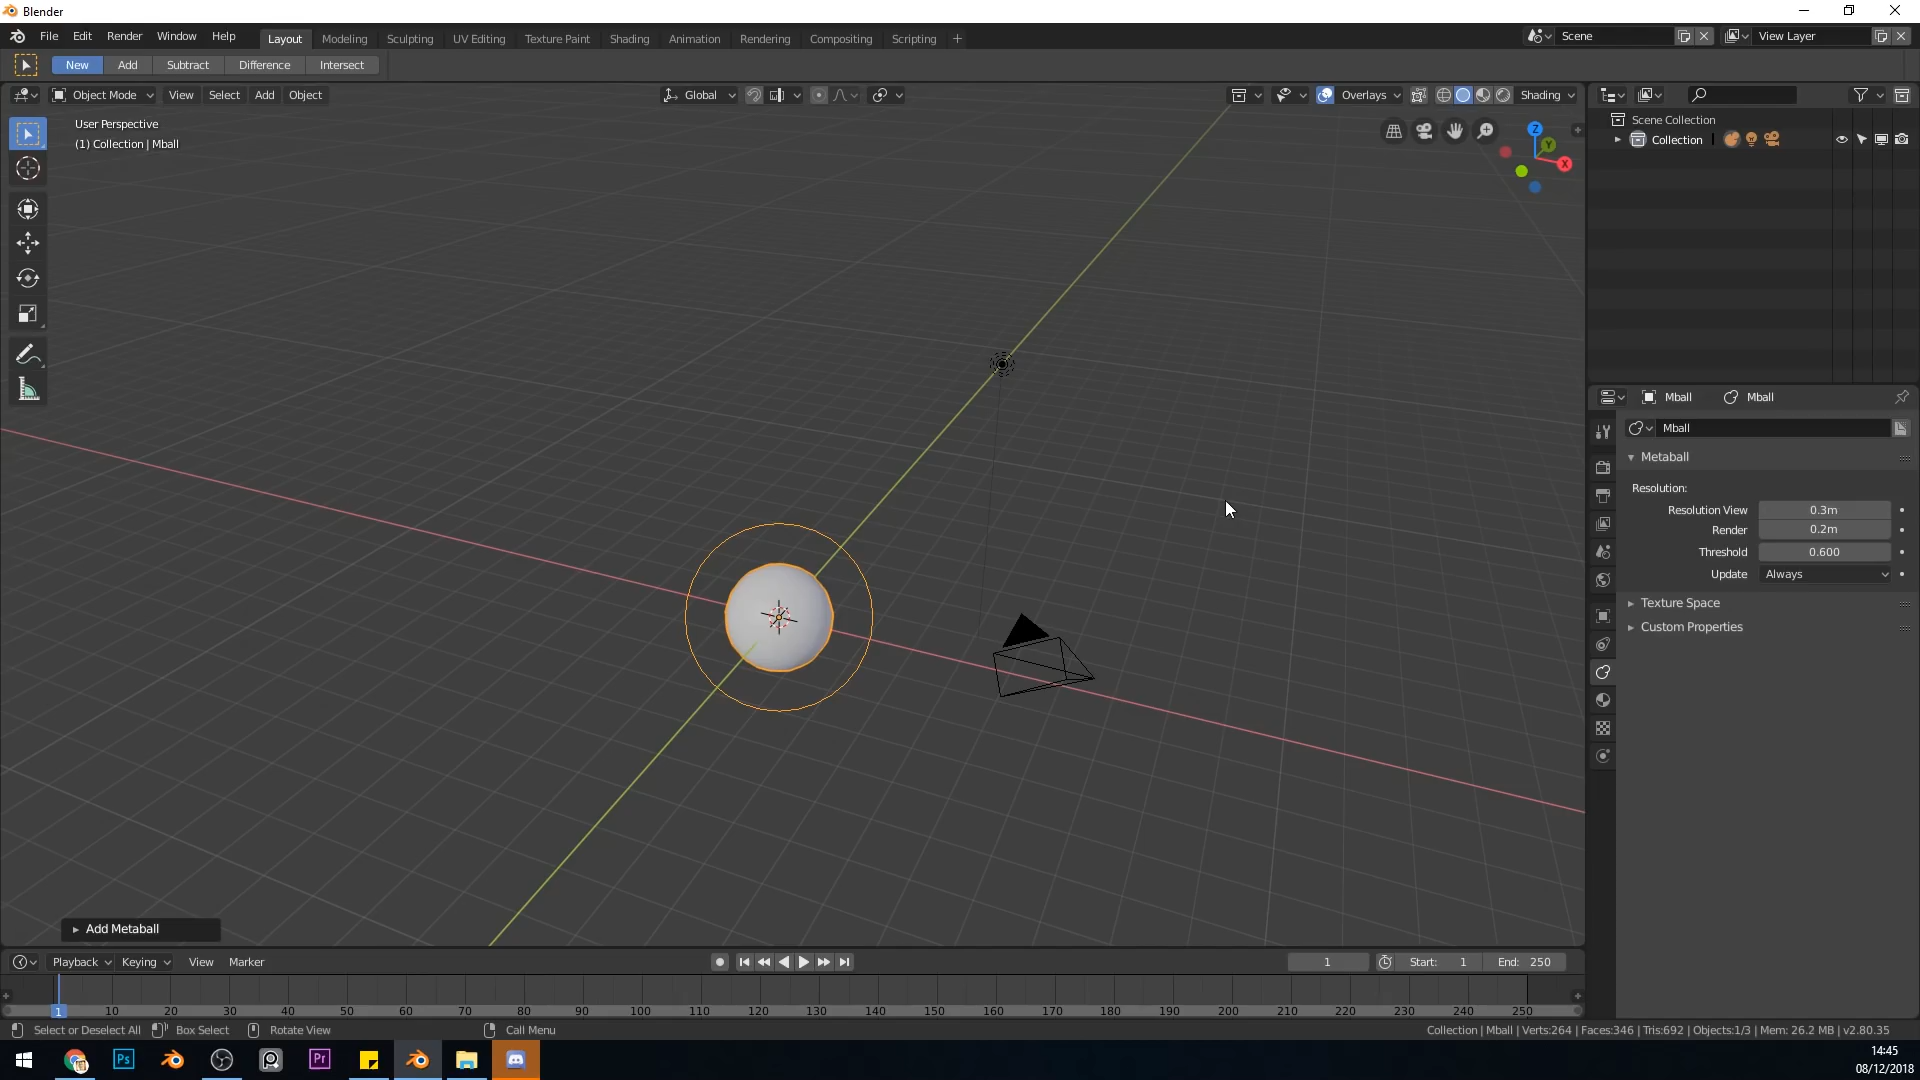 Blender
File Edit Render Window Help Layout Modeling Sculpting UV Editing Texture Paint Shading Animation Rendering Compositing Scripting + Scene View Layer
New Add Subtract Difference Intersect
Object Mode View Select Add Object Global Overlays Shading
User Perspective
(1) Collection | Mball
Z
Y
X
Scene Collection
Collection
Mball Mball
Mball
Metaball
Resolution:
Resolution View 0.3m
Render 0.2m
Threshold 0.600
Update Always
Texture Space
Custom Properties
Add Metaball
Playback Keying View Marker 1 Start: 1 End: 250
1 10 20 30 40 50 60 70 80 90 100 110 120 130 140 150 160 170 180 190 200 210 220 230 240 250
Select or Deselect All Box Select Rotate View Call Menu Collection | Mball | Verts:264 | Faces:346 | Tris:692 | Objects:1/3 | Mem: 26.2 MB | v2.80.35
Ps Pr
14:45
08/12/2018